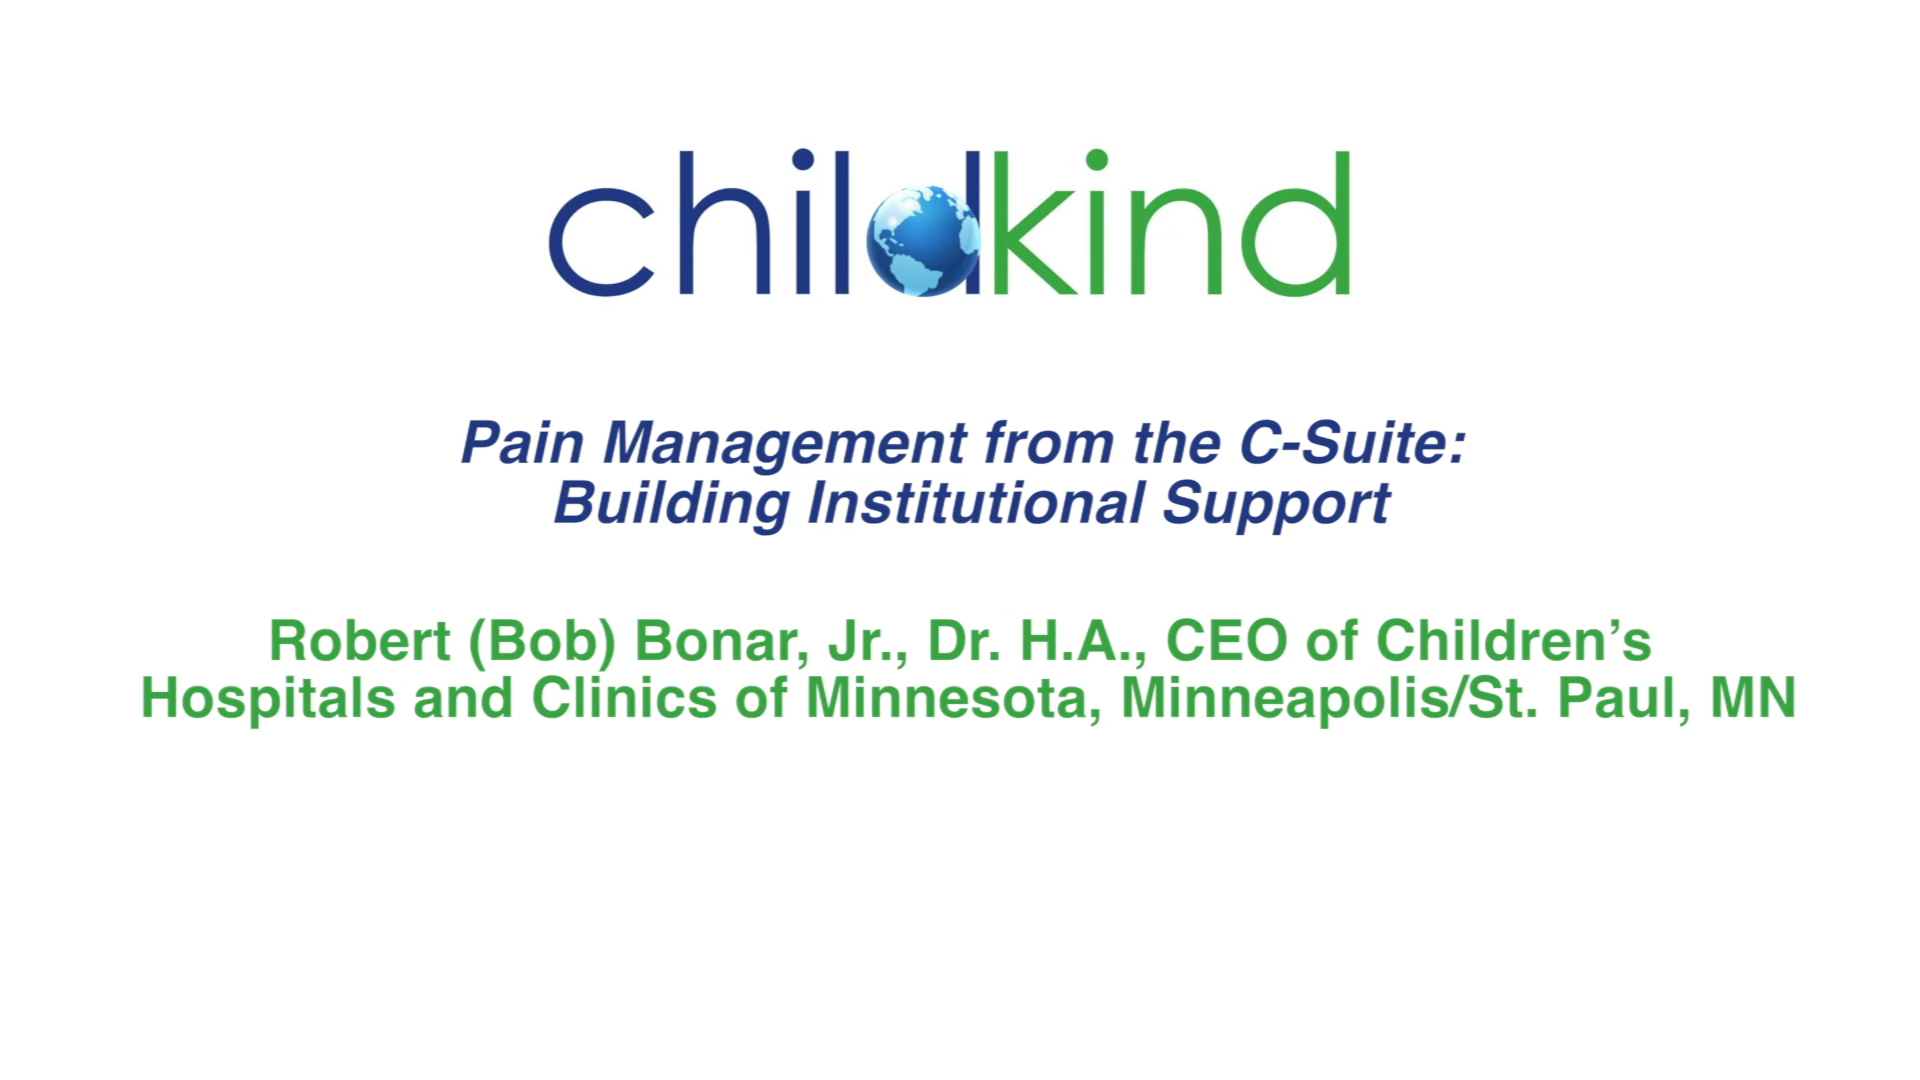 childkind
Pain Management from the C-Suite:
Building Institutional Support
Robert (Bob) Bonar, Jr., Dr. H.A., CEO of Children’s
Hospitals and Clinics of Minnesota, Minneapolis/St. Paul, MN